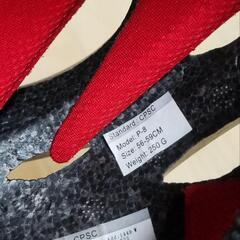 Standard: CPSC
Model: P-8
Size: 56-59CM
Weight: 250 G
CPSC